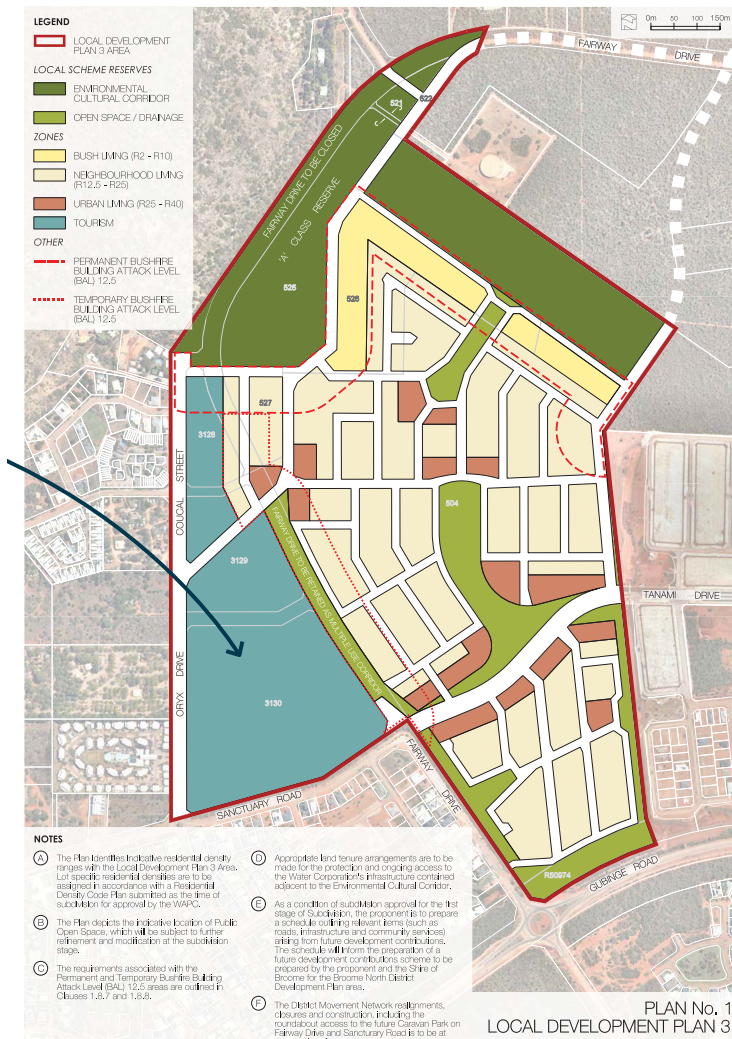 LEGEND
LOCAL DEVELOPMENT
PLAN 3 AREA
LOCAL SCHEME RESERVES
ENVIRONMENTAL
CULTURAL CORRIDOR
OPEN SPACE / DRAINAGE
ZONES
BUSH LIVING (R2 - R10)
NEIGHBOURHOOD LIVING
(R12.5 - R25)
URBAN LIVING (R25 - R40)
TOURISM
OTHER
PERMANENT BUSHFIRE
BUILDING ATTACK LEVEL
(BAL) 12.5
TEMPORARY BUSHFIRE
BUILDING ATTACK LEVEL
(BAL) 12.5
0m 50 100 150m
FAIRWAY DRIVE
521
522
FAIRWAY DRIVE TO BE CLOSED
'A' CLASS RESERVE
525
526
527
3128
COUCAL STREET
504
3129
FAIRWAY DRIVE TO BE RETAINED AS MULTIPLE USE CORRIDOR
TANAMI DRIVE
ORYX DRIVE
3130
SANCTUARY ROAD
FAIRWAY DRIVE
R50974
GUBINGE ROAD
NOTES
A The Plan identifies indicative residential density
ranges with the Local Development Plan 3 Area.
Lot specific residential densities are to be
assigned in accordance with a Residential
Density Code Plan submitted as the time of
subdivision for approval by the WAPC.
B The Plan depicts the indicative location of Public
Open Space, which will be subject to further
refinement and modification at the subdivision
stage.
C The requirements associated with the
Permanent and Temporary Bushfire Building
Attack Level (BAL) 12.5 areas are outlined in
Clauses 1.8.7 and 1.8.8.
D Appropriate land tenure arrangements are to be
made for the protection and ongoing access to
the Water Corporation's infrastructure contained
adjacent to the Environmental Cultural Corridor.
E As a condition of subdivision approval for the first
stage of Subdivision, the proponent is to prepare
a schedule outlining relevant items (such as
roads, infrastructure and community services)
arising from future development contributions.
The schedule will inform the preparation of a
future development contributions scheme to be
prepared by the proponent and the Shire of
Broome for the Broome North District
Development Plan area.
F The District Movement Network realignments,
closures and construction, including the
roundabout access to the future Caravan Park on
Fairway Drive and Sancturary Road is to be at
PLAN No. 1
LOCAL DEVELOPMENT PLAN 3